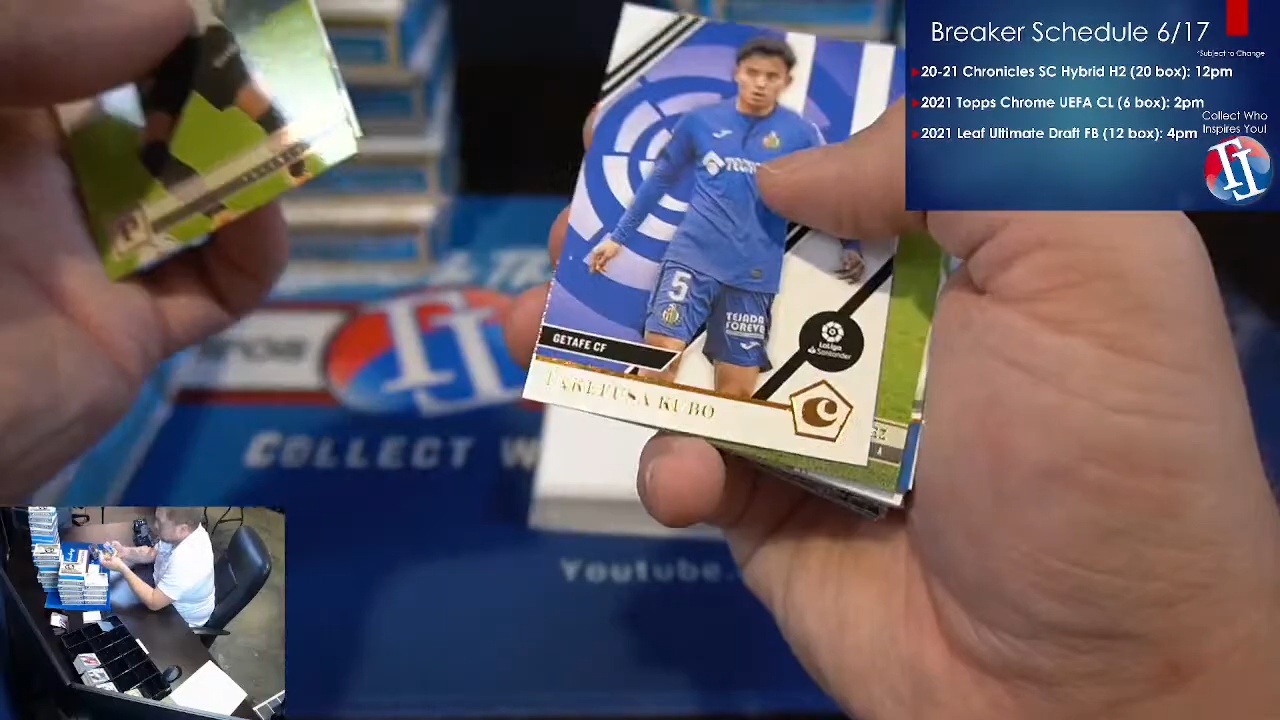 Breaker Schedule 6/17
*Subject to Change
20-21 Chronicles SC Hybrid H2 (20 box): 12pm
2021 Topps Chrome UEFA CL (6 box): 2pm
2021 Leaf Ultimate Draft FB (12 box): 4pm
Collect Who
Inspires You!
5
TEJADA
FOREVE
LaLiga
Santander
GETAFE CF
TAKEFUSA KUBO
C
COLLECT W
Youtube.